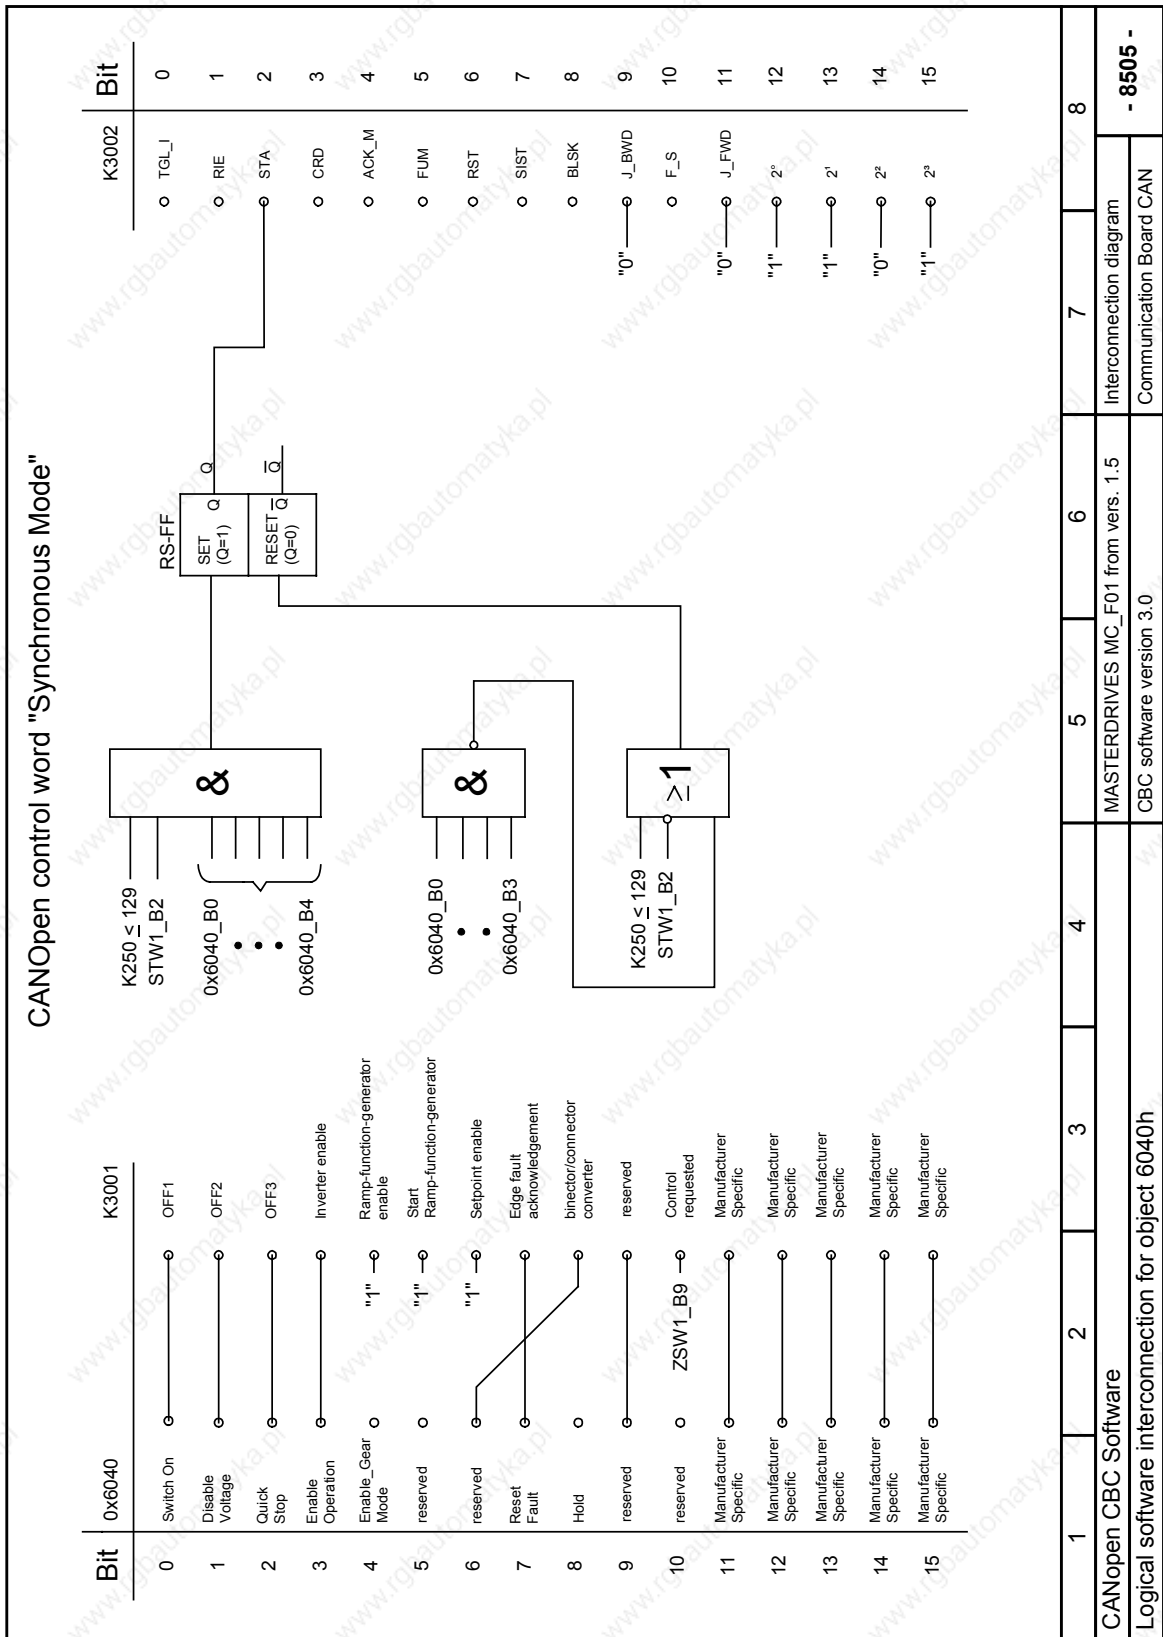 CANOpen control word "Synchronous Mode"
Bit 0x6040 K3001
0 Switch On OFF1
1 Disable Voltage OFF2
2 Quick Stop OFF3
3 Enable Operation Inverter enable
4 Enable_Gear Mode "1" Ramp-function-generator enable
5 reserved "1" Start Ramp-function-generator
6 reserved "1" Setpoint enable
7 Reset Fault Edge fault acknowledgement
8 Hold binector/connector converter
9 reserved reserved
10 reserved ZSW1_B9 Control requested
11 Manufacturer Specific Manufacturer Specific
12 Manufacturer Specific Manufacturer Specific
13 Manufacturer Specific Manufacturer Specific
14 Manufacturer Specific Manufacturer Specific
15 Manufacturer Specific Manufacturer Specific
K250 ≤ 129
STW1_B2
0x6040_B0
0x6040_B4
&
0x6040_B0
0x6040_B3
&
K250 ≤ 129
STW1_B2
≥1
RS-FF
SET Q Q
(Q=1)
RESET Q̅ Q̅
(Q=0)
K3002 Bit
TGL_I 0
RIE 1
STA 2
CRD 3
ACK_M 4
FUM 5
RST 6
SIST 7
BLSK 8
"0" J_BWD 9
F_S 10
"0" J_FWD 11
"1" 2° 12
"1" 2¹ 13
"0" 2² 14
"1" 2³ 15
1 2 3 4 5 6 7 8
CANopen CBC Software MASTERDRIVES MC_F01 from vers. 1.5 Interconnection diagram - 8505 -
Logical software interconnection for object 6040h CBC software version 3.0 Communication Board CAN
www.rgbautomatyka.pl